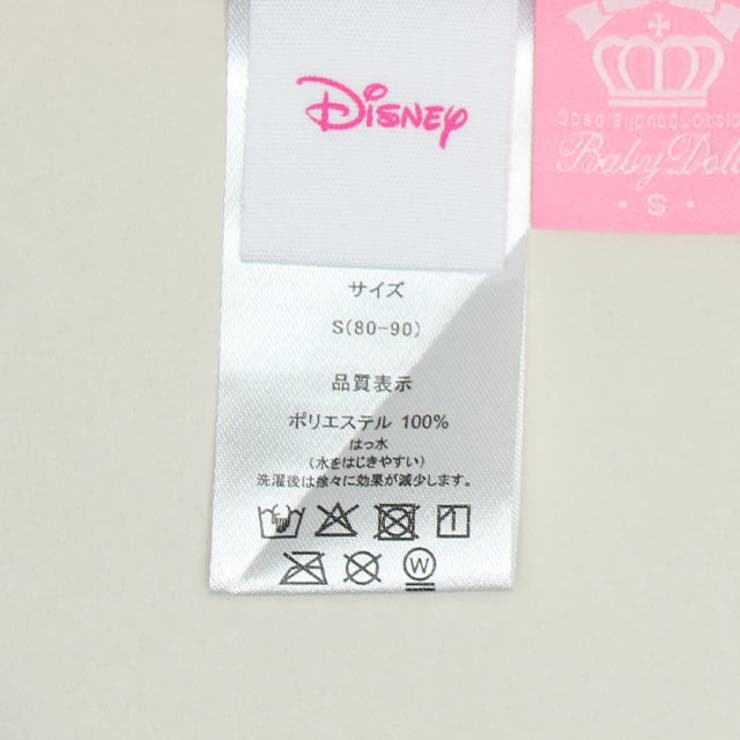 Disney
Baby Doll
・S・
サイズ
S(80-90)
品質表示
ポリエステル 100%
はっ水
(水をはじきやすい)
洗濯後は徐々に効果が減少します。
W